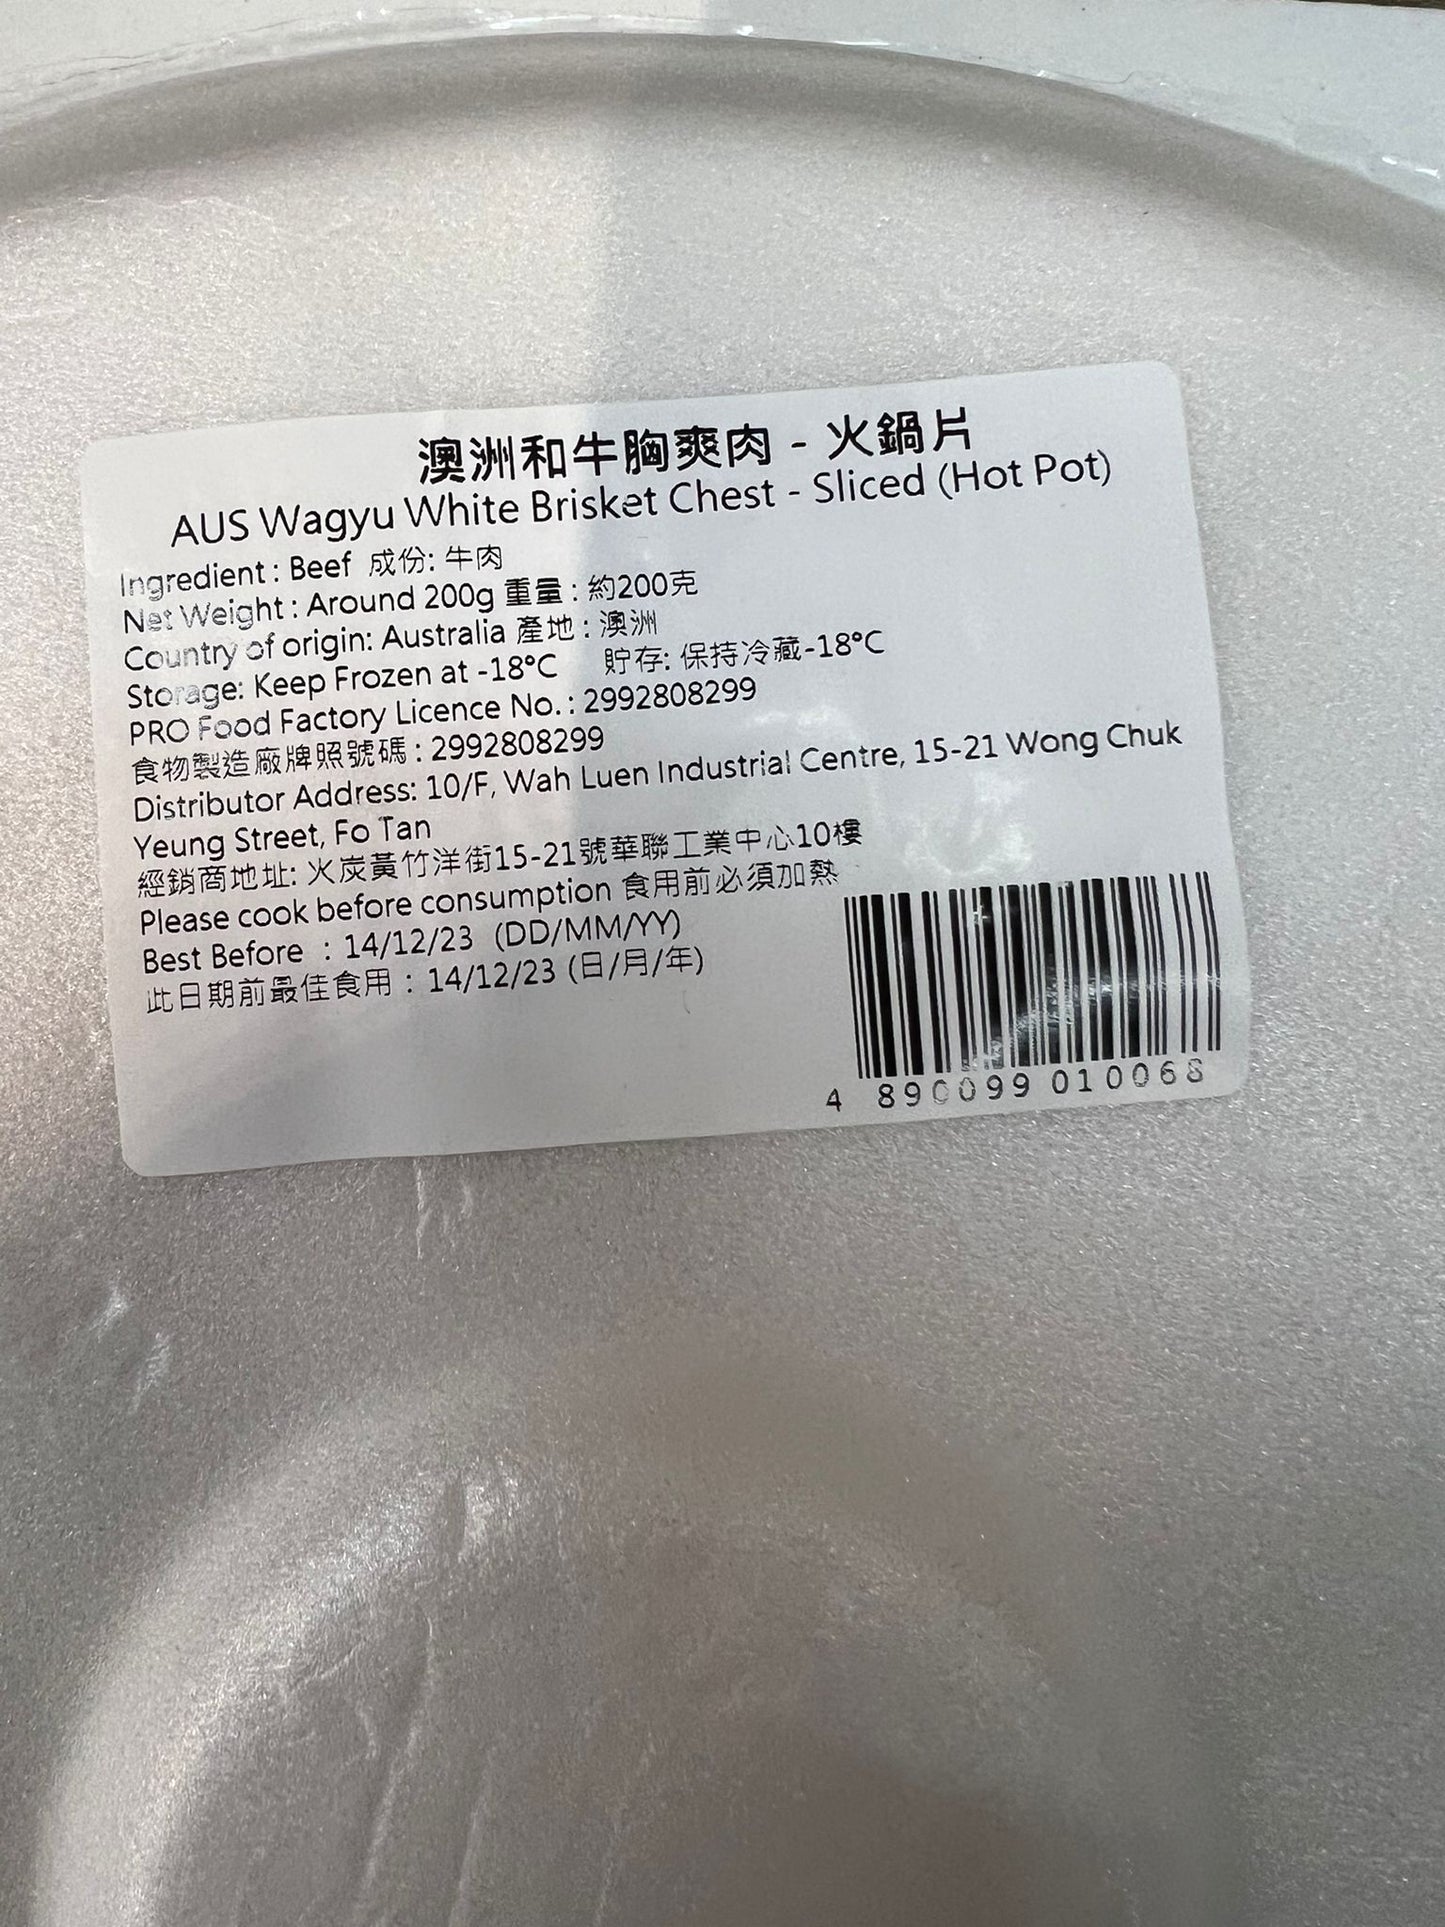 澳洲和牛胸爽肉 - 火鍋片
AUS Wagyu White Brisket Chest - Sliced (Hot Pot)
Ingredient : Beef 成份: 牛肉
Net Weight : Around 200g 重量 : 約200克
Country of origin: Australia 產地 : 澳洲
Storage: Keep Frozen at -18°C 貯存: 保持冷藏-18°C
PRO Food Factory Licence No. : 2992808299
食物製造廠牌照號碼 : 2992808299
Distributor Address: 10/F, Wah Luen Industrial Centre, 15-21 Wong Chuk
Yeung Street, Fo Tan
經銷商地址: 火炭黃竹洋街15-21號華聯工業中心10樓
Please cook before consumption 食用前必須加熱
Best Before : 14/12/23 (DD/MM/YY)
此日期前最佳食用 : 14/12/23 (日/月/年)
4 890099 010068